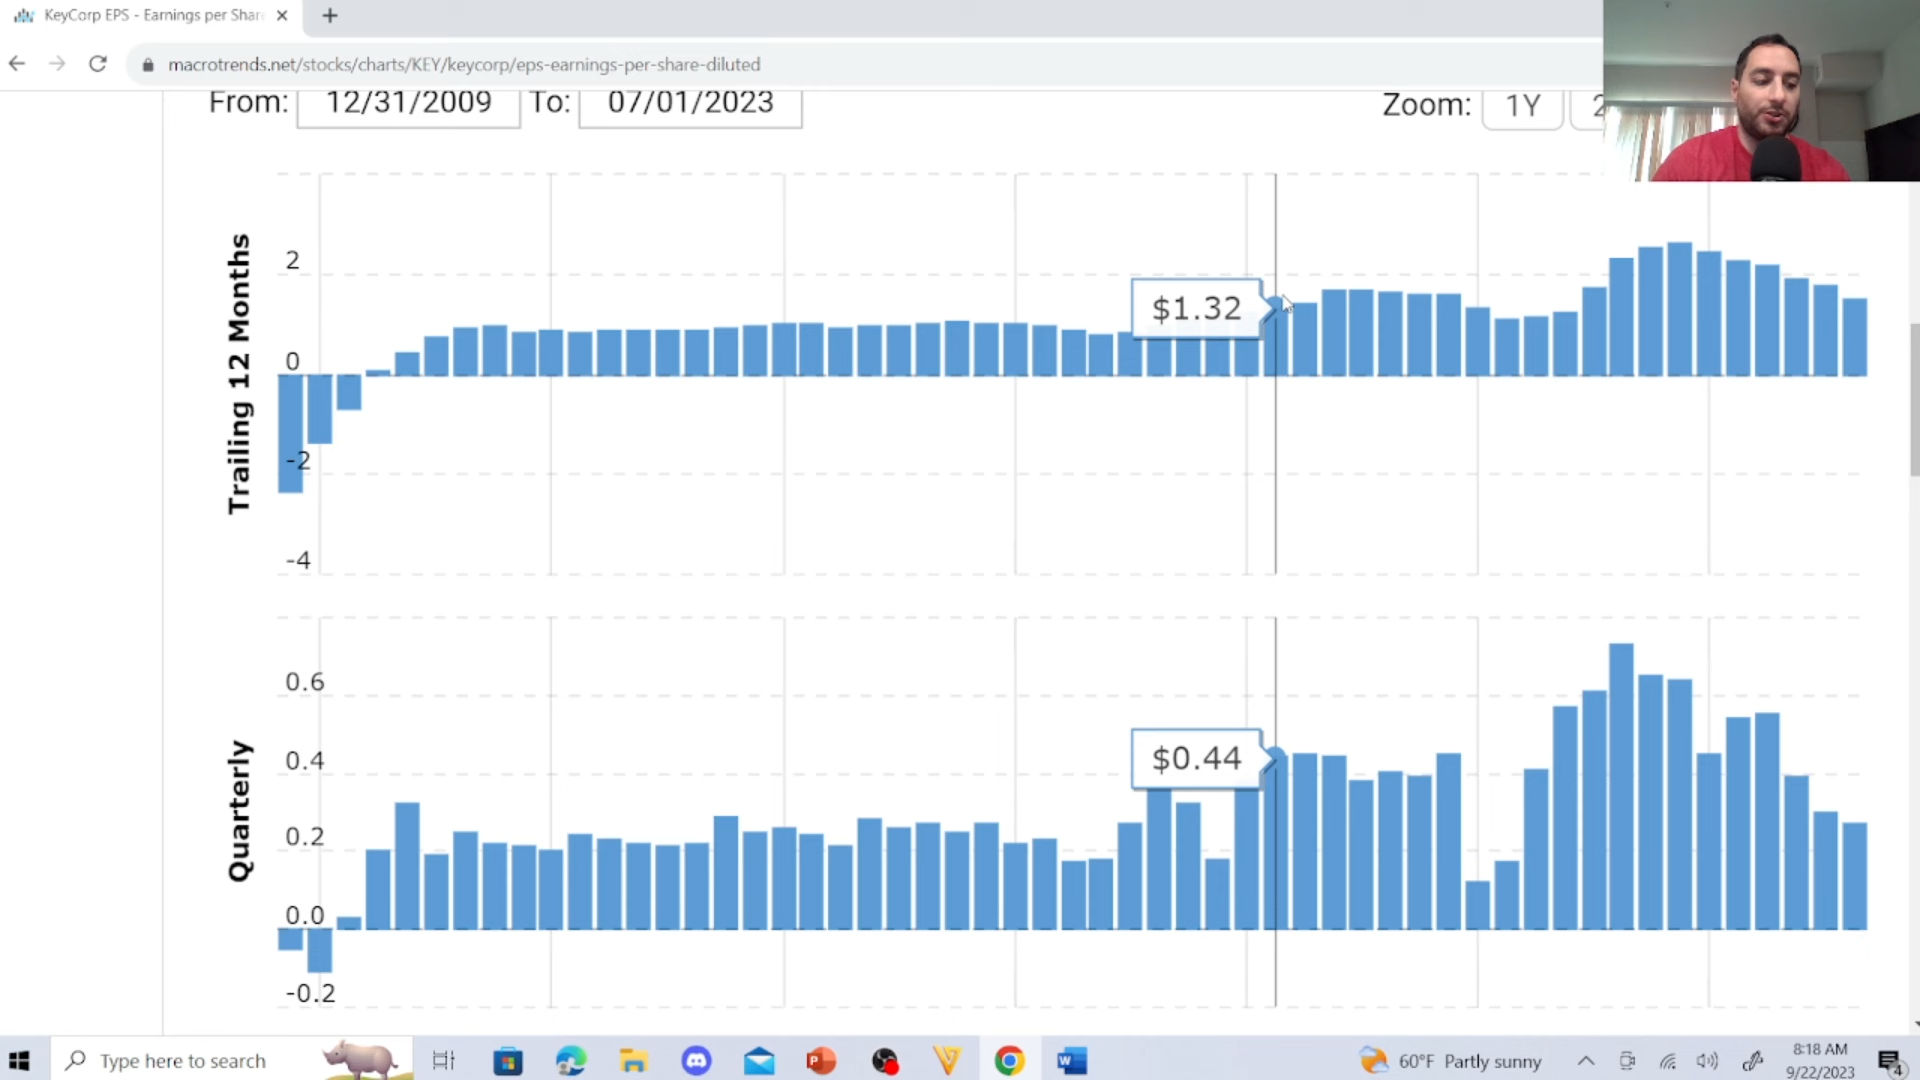 KeyCorp EPS - Earnings per Shar
macrotrends.net/stocks/charts/KEY/keycorp/eps-earnings-per-share-diluted
From: 12/31/2009 To: 07/01/2023 Zoom: 1Y 2
Trailing 12 Months
2
0
-2
-4
$1.32
Quarterly
0.6
0.4
0.2
0.0
-0.2
$0.44
Type here to search
60°F Partly sunny
8:18 AM
9/22/2023
4